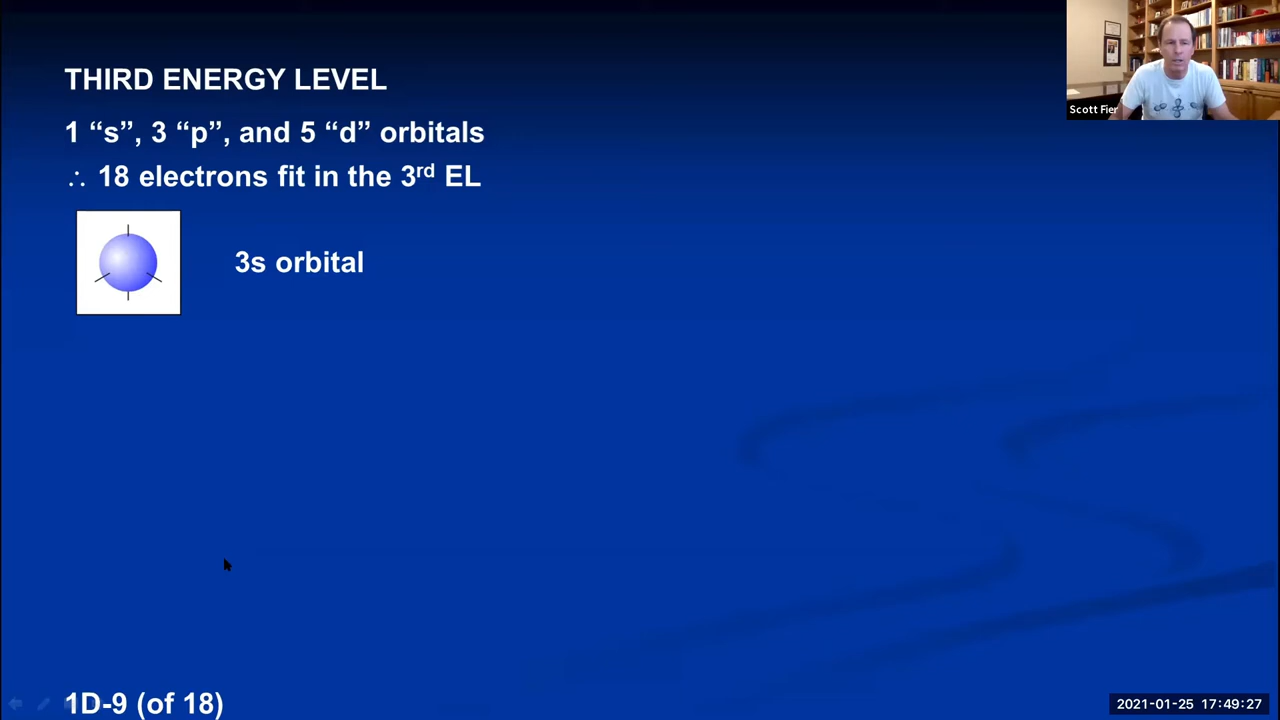 THIRD ENERGY LEVEL
1 “s”, 3 “p”, and 5 “d” orbitals
∴ 18 electrons fit in the 3rd EL
3s orbital
Scott Fier
1D-9 (of 18)
2021-01-25 17:49:27